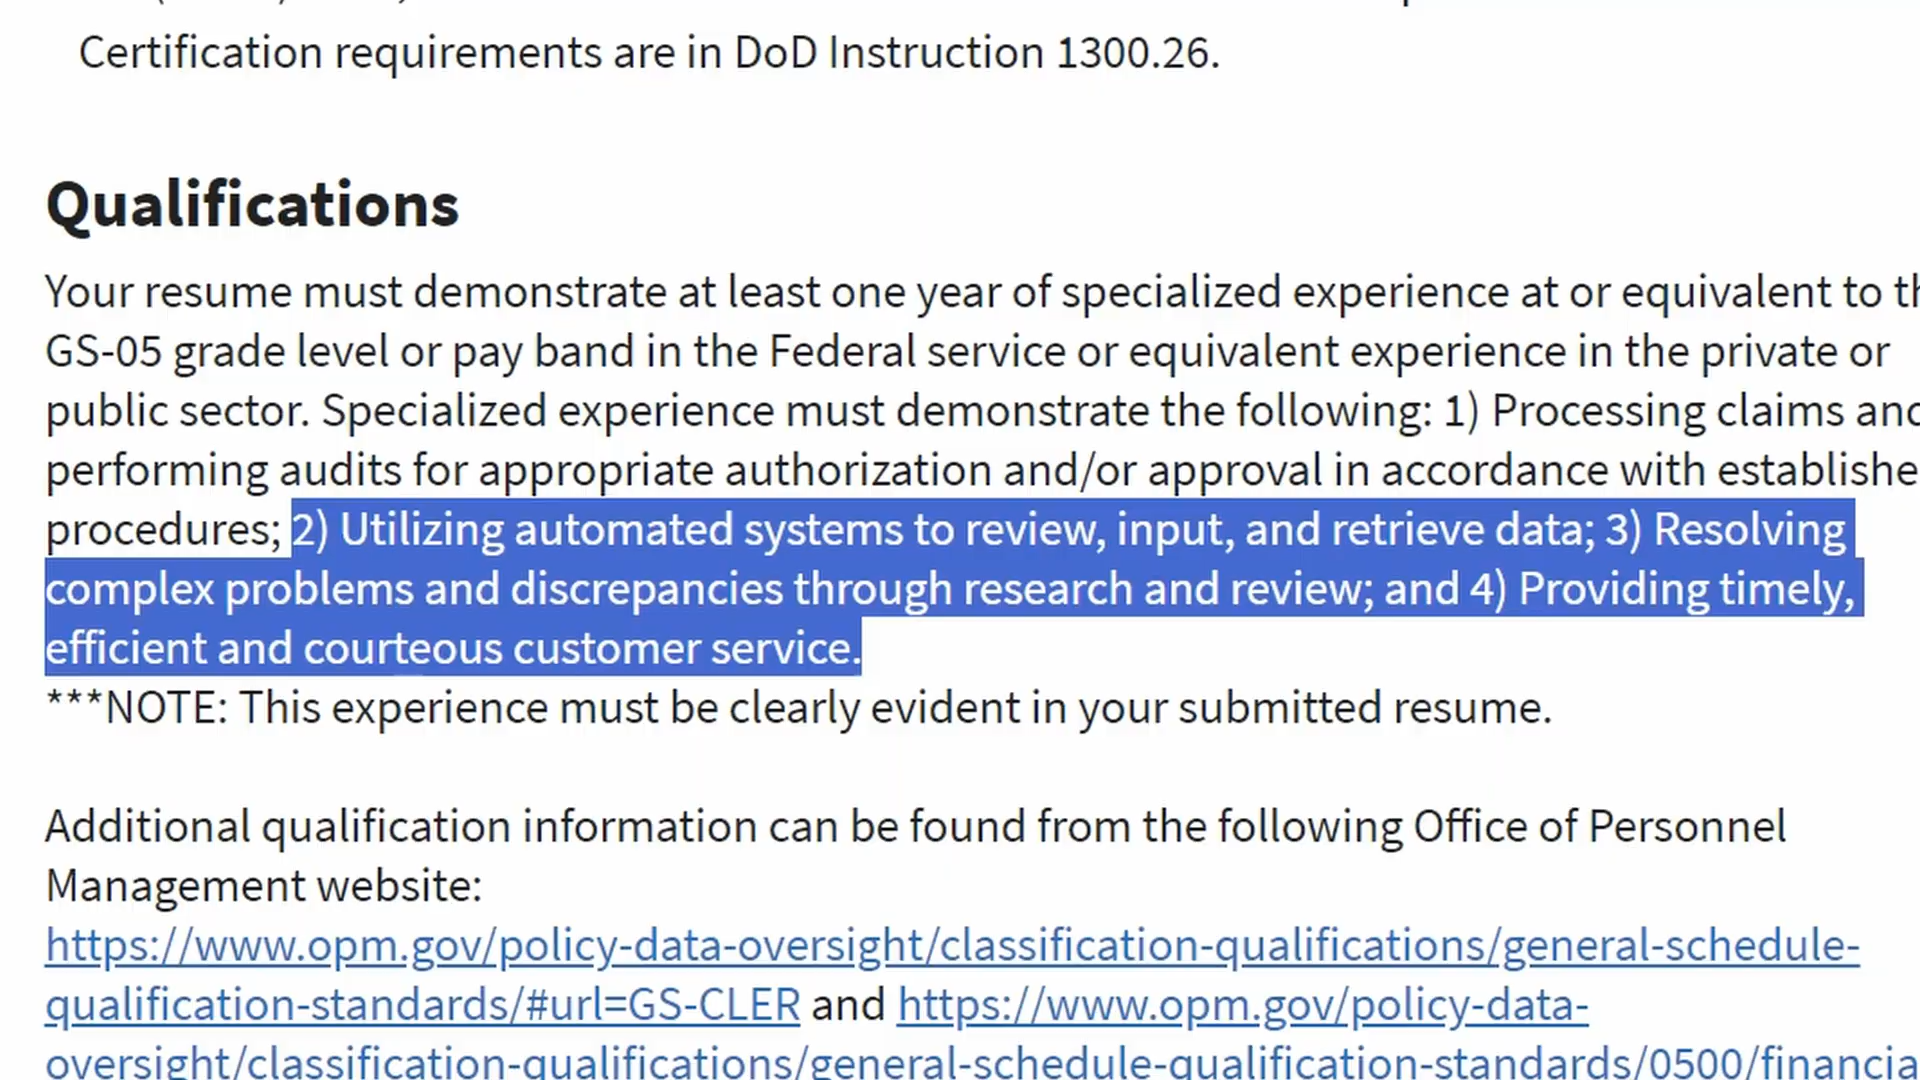 Certification requirements are in DoD Instruction 1300.26.
Qualifications
Your resume must demonstrate at least one year of specialized experience at or equivalent to th
GS-05 grade level or pay band in the Federal service or equivalent experience in the private or
public sector. Specialized experience must demonstrate the following: 1) Processing claims and
performing audits for appropriate authorization and/or approval in accordance with establishe
procedures; 2) Utilizing automated systems to review, input, and retrieve data; 3) Resolving
complex problems and discrepancies through research and review; and 4) Providing timely,
efficient and courteous customer service.
***NOTE: This experience must be clearly evident in your submitted resume.
Additional qualification information can be found from the following Office of Personnel
Management website:
https://www.opm.gov/policy-data-oversight/classification-qualifications/general-schedule-
qualification-standards/#url=GS-CLER and https://www.opm.gov/policy-data-
oversight/classification-qualifications/general-schedule-qualification-standards/0500/financia